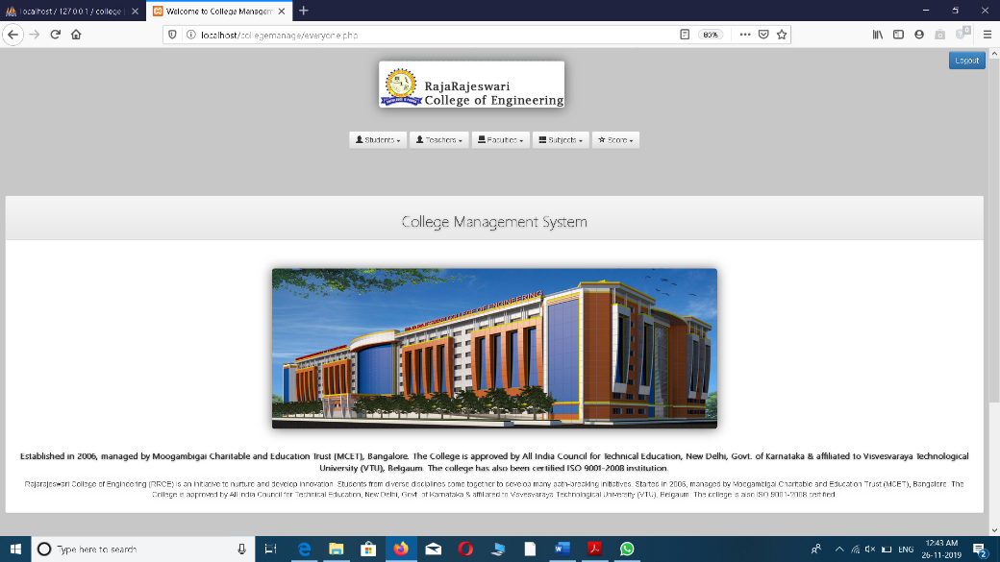 localhost / 127.0.0.1 / college
Welcome to College Managem
localhost/collegemanage/everyone.php
80%
Logout
RajaRajeswari
College of Engineering
Students
Teachers
Faculties
Subjects
Score
College Management System
RAJARAJESWARI COLLEGE OF ENGINEERING
Established in 2006, managed by Moogambigai Charitable and Education Trust (MCET), Bangalore. The College is approved by All India Council for Technical Education, New Delhi, Govt. of Karnataka & affiliated to Visvesvaraya Technological
University (VTU), Belgaum. The college has also been certified ISO 9001-2008 institution.
Rajarajeswari College of Engineering (RRCE) is an initiative to nurture and develop innovation. Students from diverse disciplines come together to develop many path-breaking initiatives. Started in 2006, managed by Moogambigai Charitable and Education Trust (MCET), Bangalore. The
College is approved by All India Council for Technical Education, New Delhi, Govt. of Karnataka & affiliated to Visvesvaraya Technological University (VTU), Belgaum. The college is also ISO 9001-2008 certified.
Type here to search
ENG
12:43 AM
26-11-2019
2